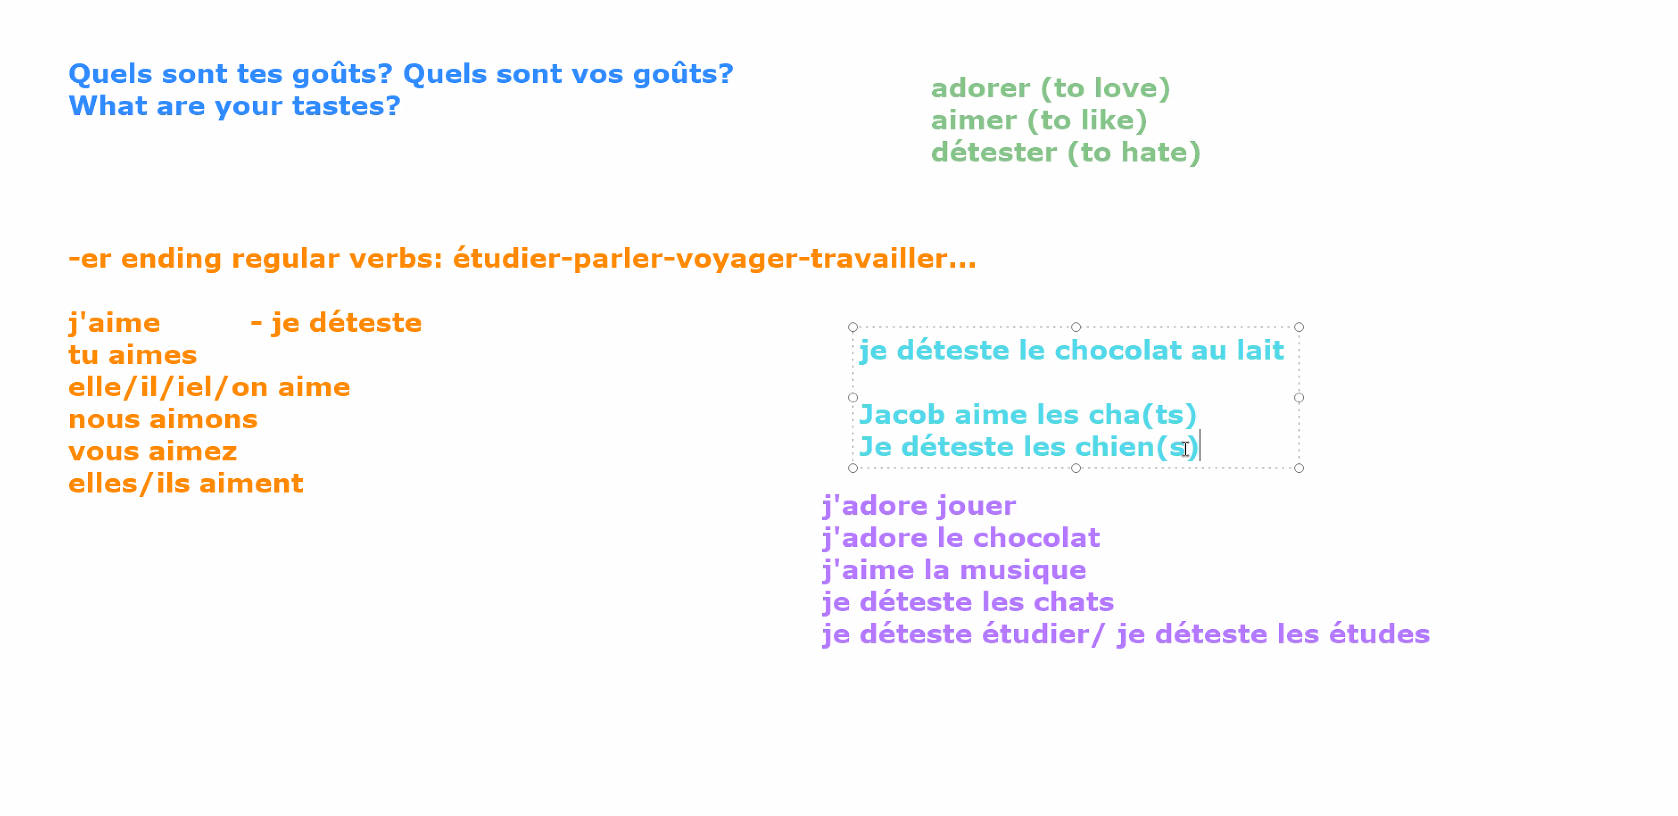 Quels sont tes goûts? Quels sont vos goûts?
What are your tastes?
adorer (to love)
aimer (to like)
détester (to hate)
-er ending regular verbs: étudier-parler-voyager-travailler...
j'aime - je déteste
tu aimes
elle/il/iel/on aime
nous aimons
vous aimez
elles/ils aiment
je déteste le chocolat au lait
Jacob aime les cha(ts)
Je déteste les chien(s)
j'adore jouer
j'adore le chocolat
j'aime la musique
je déteste les chats
je déteste étudier/ je déteste les études